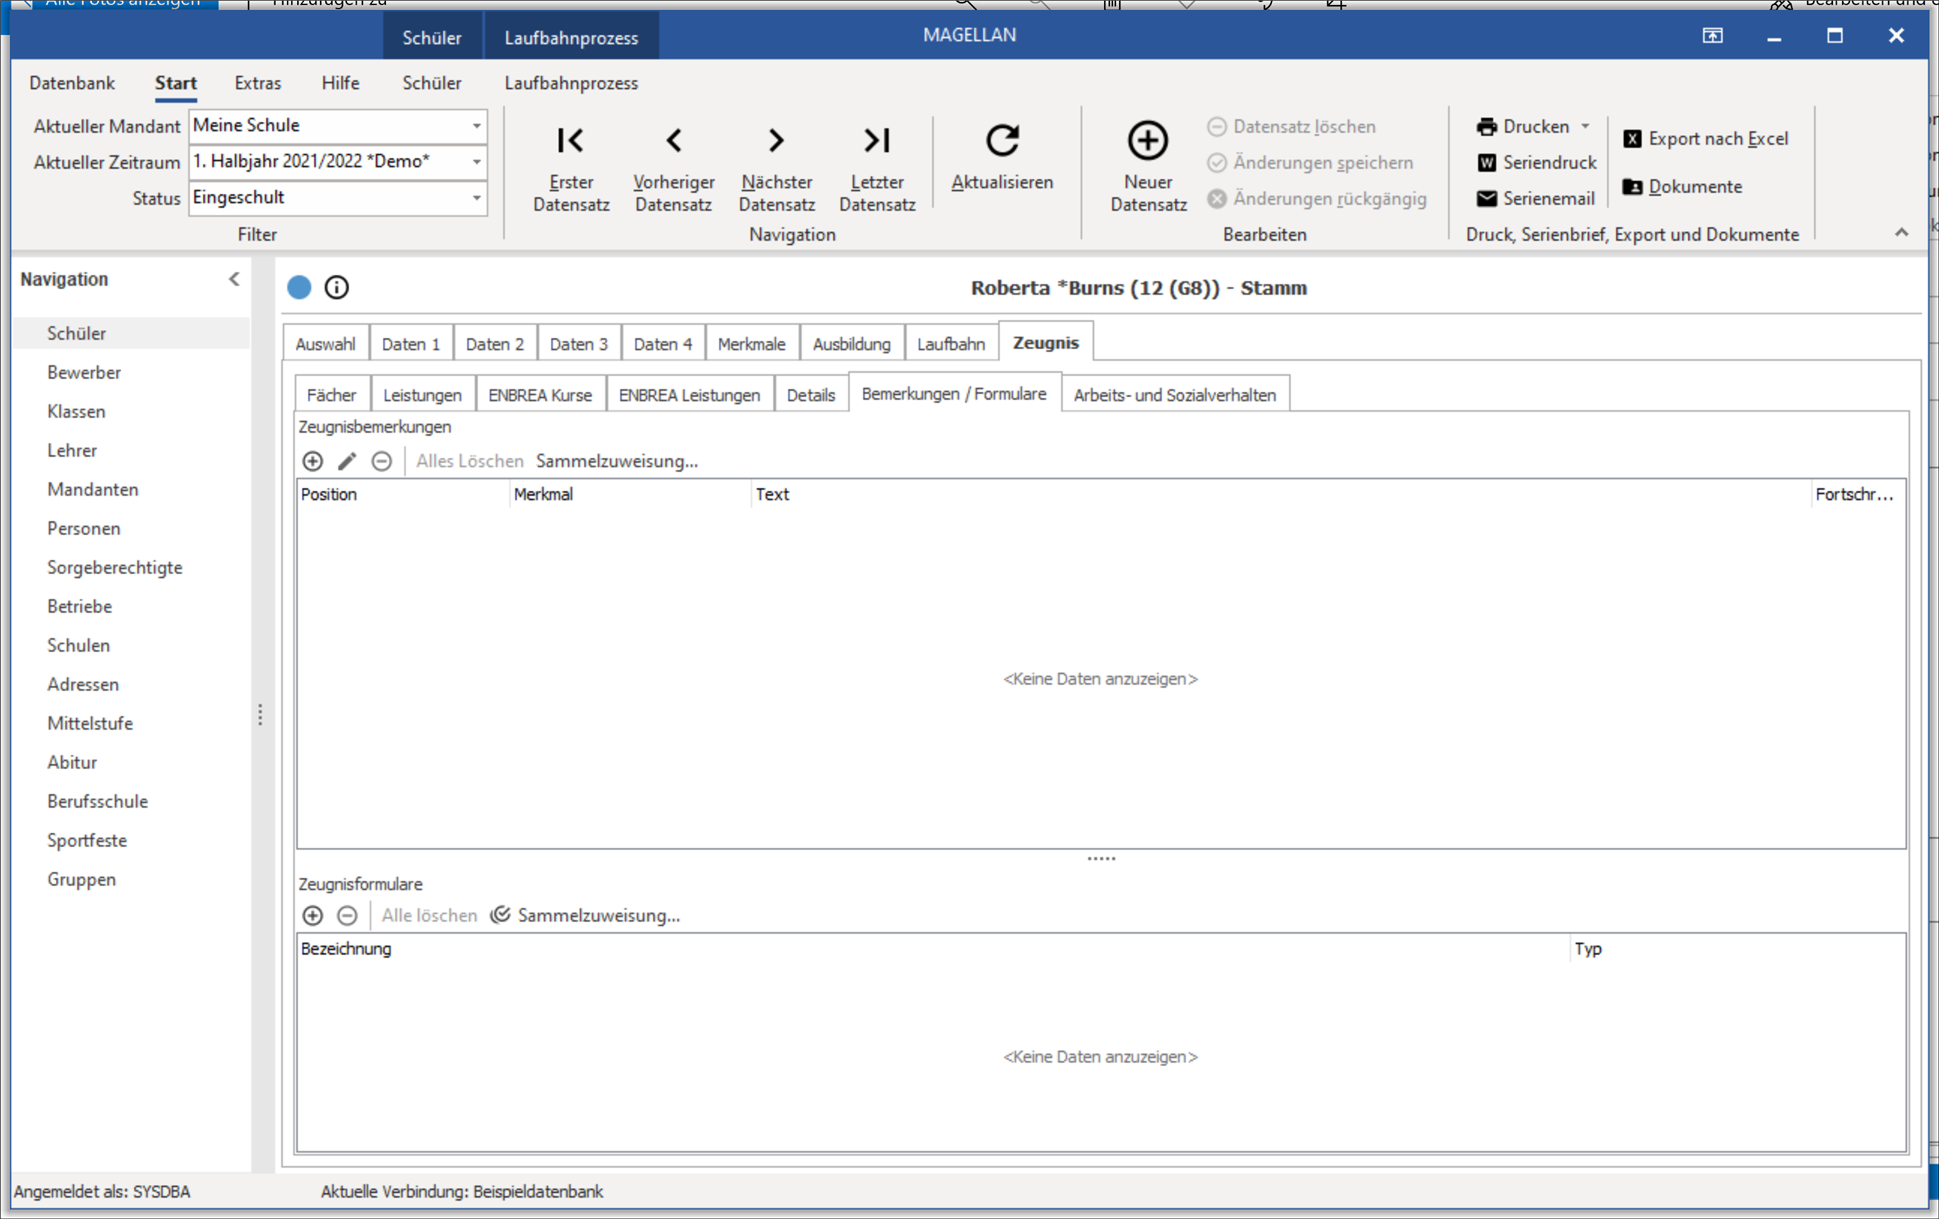 Alle Fotos anzeigen
Hinzufügen zu
Schüler
Laufbahnprozess
MAGELLAN
Datenbank
Start
Extras
Hilfe
Schüler
Laufbahnprozess
Aktueller Mandant
Meine Schule
Aktueller Zeitraum
1. Halbjahr 2021/2022 *Demo*
Status
Eingeschult
Filter
Erster
Datensatz
Vorheriger
Datensatz
Nächster
Datensatz
Letzter
Datensatz
Aktualisieren
Navigation
Neuer
Datensatz
Datensatz löschen
Änderungen speichern
Änderungen rückgängig
Bearbeiten
Drucken
Seriendruck
Serienemail
Export nach Excel
Dokumente
Druck, Serienbrief, Export und Dokumente
Navigation
Schüler
Bewerber
Klassen
Lehrer
Mandanten
Personen
Sorgeberechtigte
Betriebe
Schulen
Adressen
Mittelstufe
Abitur
Berufsschule
Sportfeste
Gruppen
Roberta *Burns (12 (G8)) - Stamm
Auswahl
Daten 1
Daten 2
Daten 3
Daten 4
Merkmale
Ausbildung
Laufbahn
Zeugnis
Fächer
Leistungen
ENBREA Kurse
ENBREA Leistungen
Details
Bemerkungen / Formulare
Arbeits- und Sozialverhalten
Zeugnisbemerkungen
Alles Löschen
Sammelzuweisung...
Position
Merkmal
Text
Fortschr...
<Keine Daten anzuzeigen>
Zeugnisformulare
Alle löschen
Sammelzuweisung...
Bezeichnung
Typ
<Keine Daten anzuzeigen>
Angemeldet als: SYSDBA
Aktuelle Verbindung: Beispieldatenbank